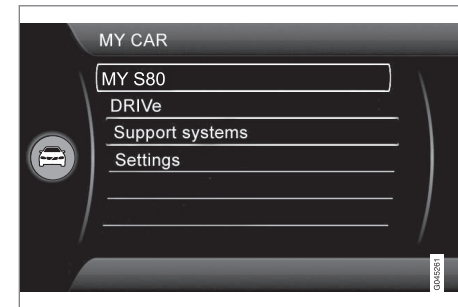 MY CAR
MY S80
DRIVe
Support systems
Settings
G045261